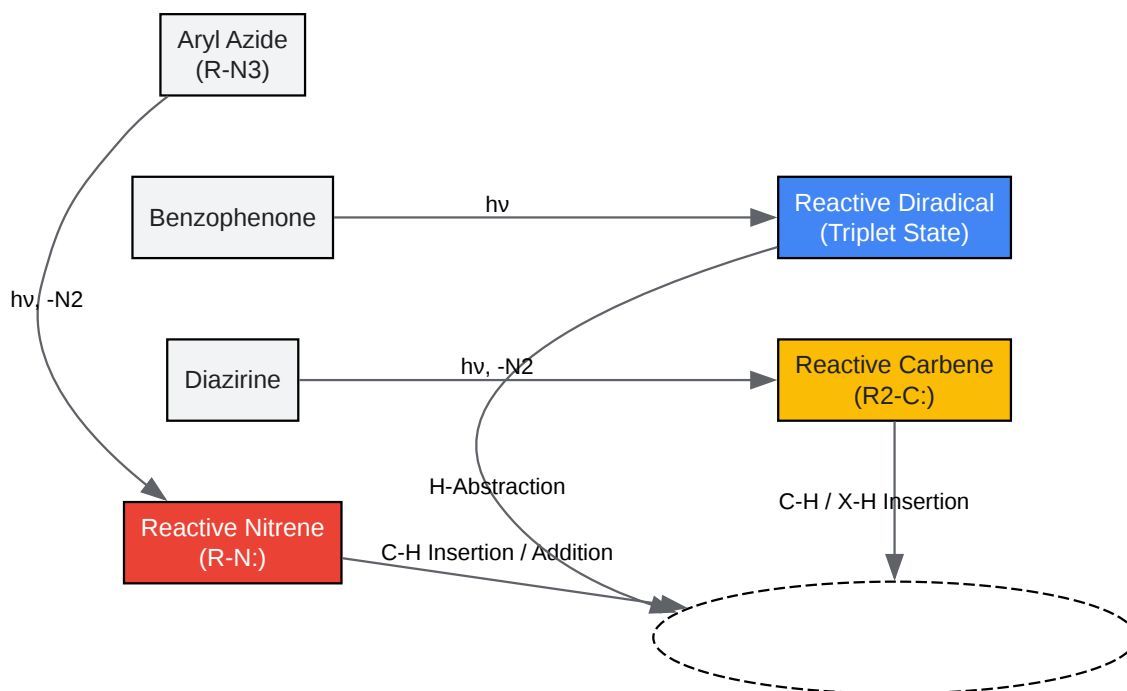 Aryl Azide
(R-N3)
Benzophenone
hν
Reactive Diradical
(Triplet State)
hν, -N2
Diazirine
hν, -N2
Reactive Carbene
(R2-C:)
H-Abstraction
C-H / X-H Insertion
Reactive Nitrene
(R-N:)
C-H Insertion / Addition